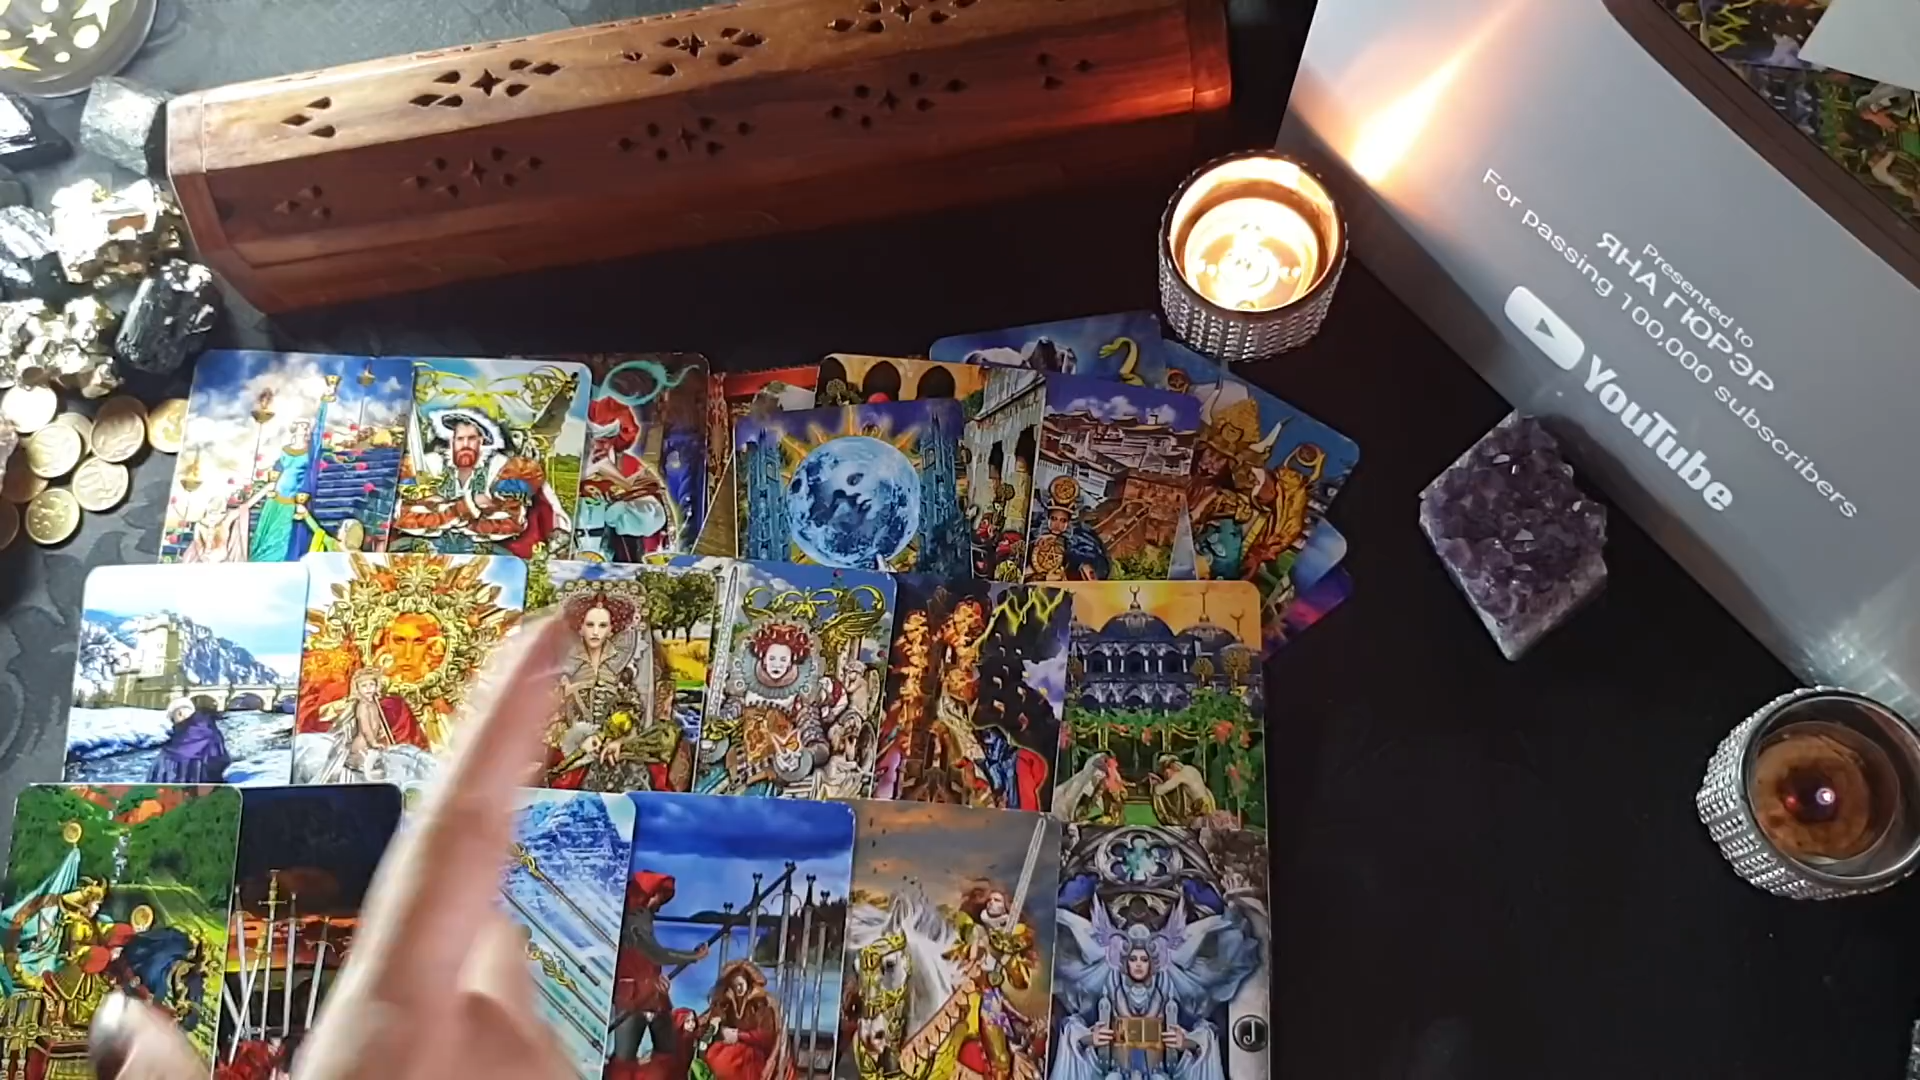 Presented to
ЯНА ГЮРЭР
For passing 100,000 subscribers
YouTube
J